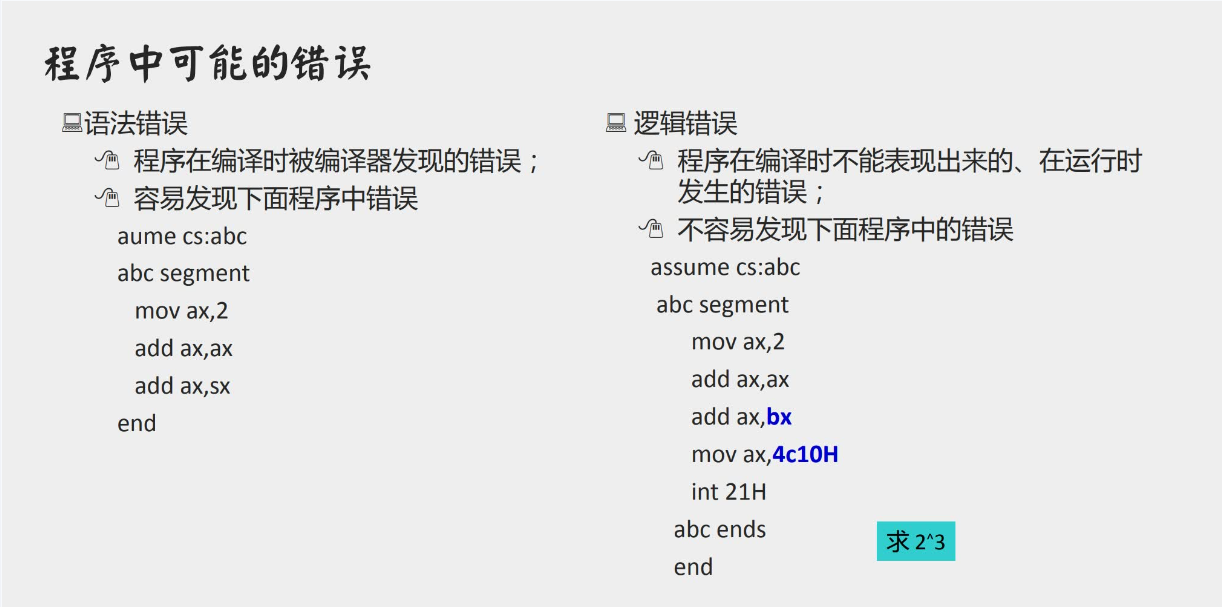 程序中可能的错误
语法错误
程序在编译时被编译器发现的错误；
容易发现下面程序中错误
aume cs:abc
abc segment
mov ax,2
add ax,ax
add ax,sx
end
逻辑错误
程序在编译时不能表现出来的、在运行时
发生的错误；
不容易发现下面程序中的错误
assume cs:abc
abc segment
mov ax,2
add ax,ax
add ax,bx
mov ax,4c10H
int 21H
abc ends
end
求 2^3